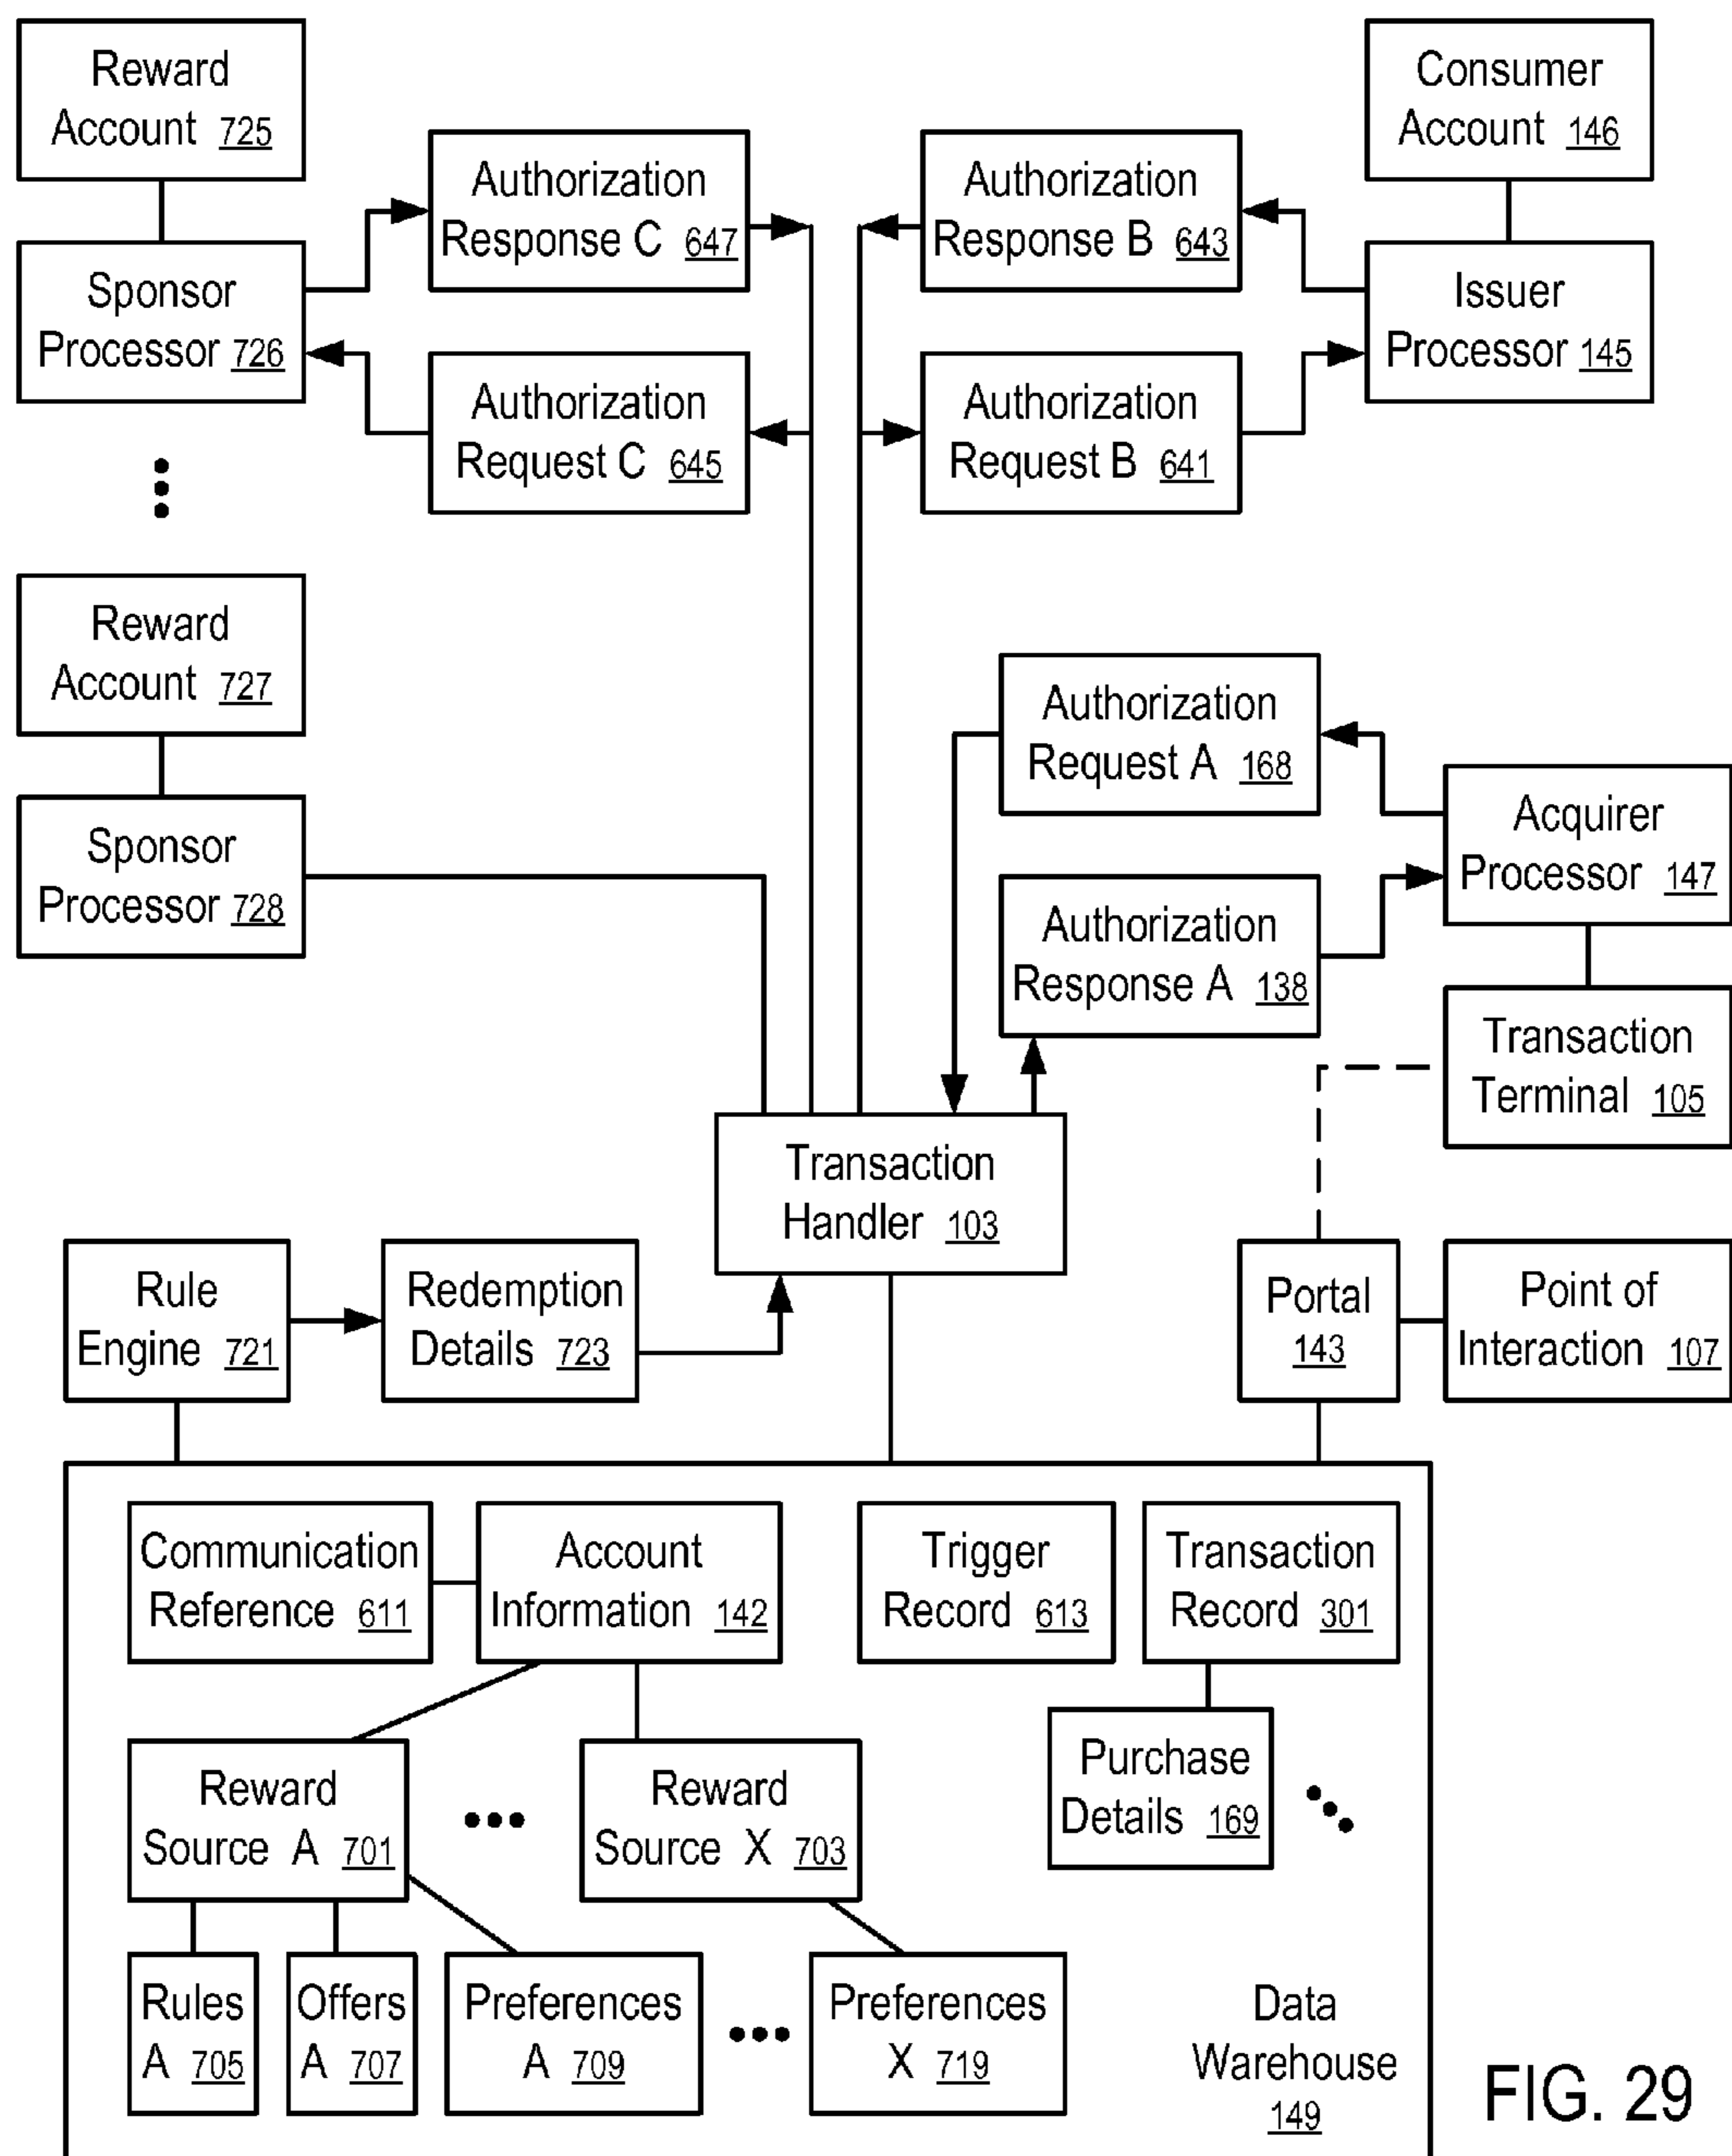 Reward
Account 725
Consumer
Account 146
Authorization
Response C 647
Authorization
Response B 643
Sponsor
Processor 726
Issuer
Processor 145
Authorization
Request C 645
Authorization
Request B 641
Reward
Account 727
Authorization
Request A 168
Sponsor
Processor 728
Acquirer
Processor 147
Authorization
Response A 138
Transaction
Terminal 105
Transaction
Handler 103
Rule
Engine 721
Redemption
Details 723
Portal
143
Point of
Interaction 107
Communication
Reference 611
Account
Information 142
Trigger
Record 613
Transaction
Record 301
Purchase
Details 169
Reward
Source A 701
Reward
Source X 703
Rules
A 705
Offers
A 707
Preferences
A 709
Preferences
X 719
Data
Warehouse
149
FIG. 29